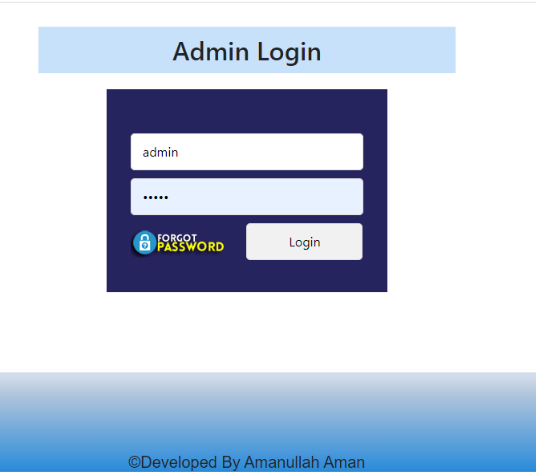 Admin Login
admin
•••••
FORGOT
PASSWORD
Login
©Developed By Amanullah Aman